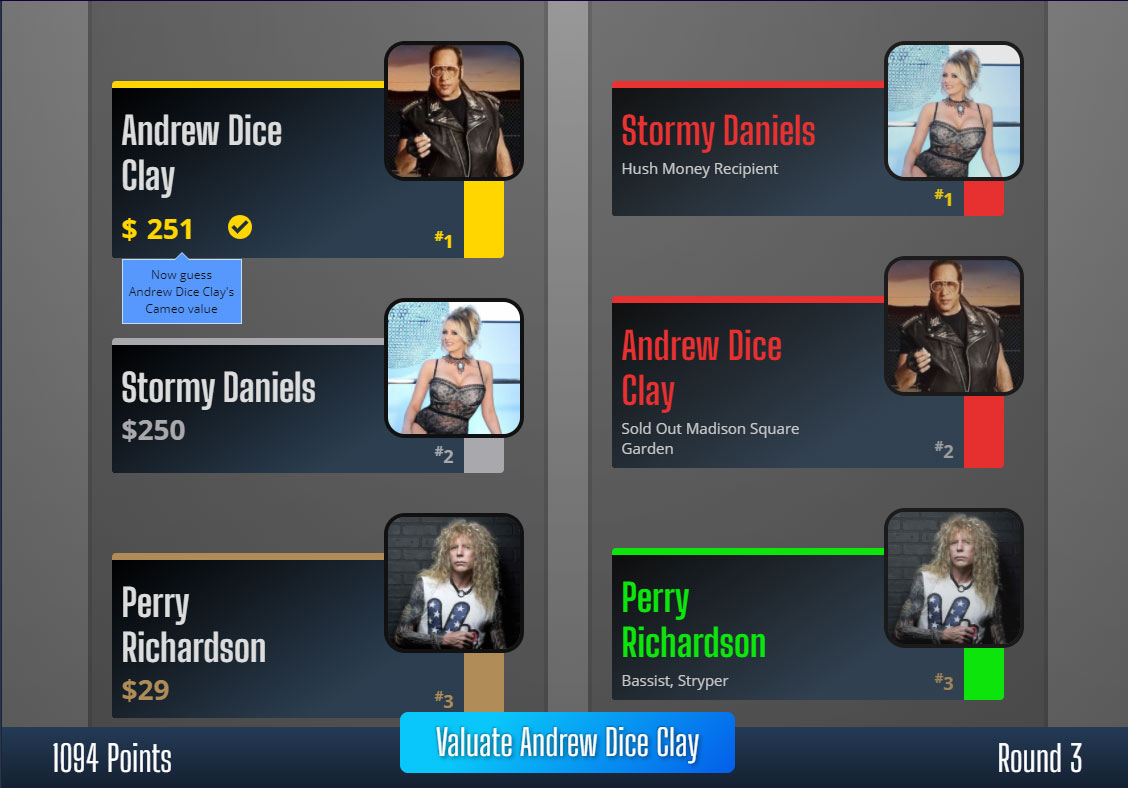 Andrew Dice
Clay
$ 251
#1
Now guess
Andrew Dice Clay's
Cameo value
Stormy Daniels
$250
#2
Perry
Richardson
$29
#3
Stormy Daniels
Hush Money Recipient
#1
Andrew Dice
Clay
Sold Out Madison Square
Garden
#2
Perry
Richardson
Bassist, Stryper
#3
1094 Points
Valuate Andrew Dice Clay
Round 3